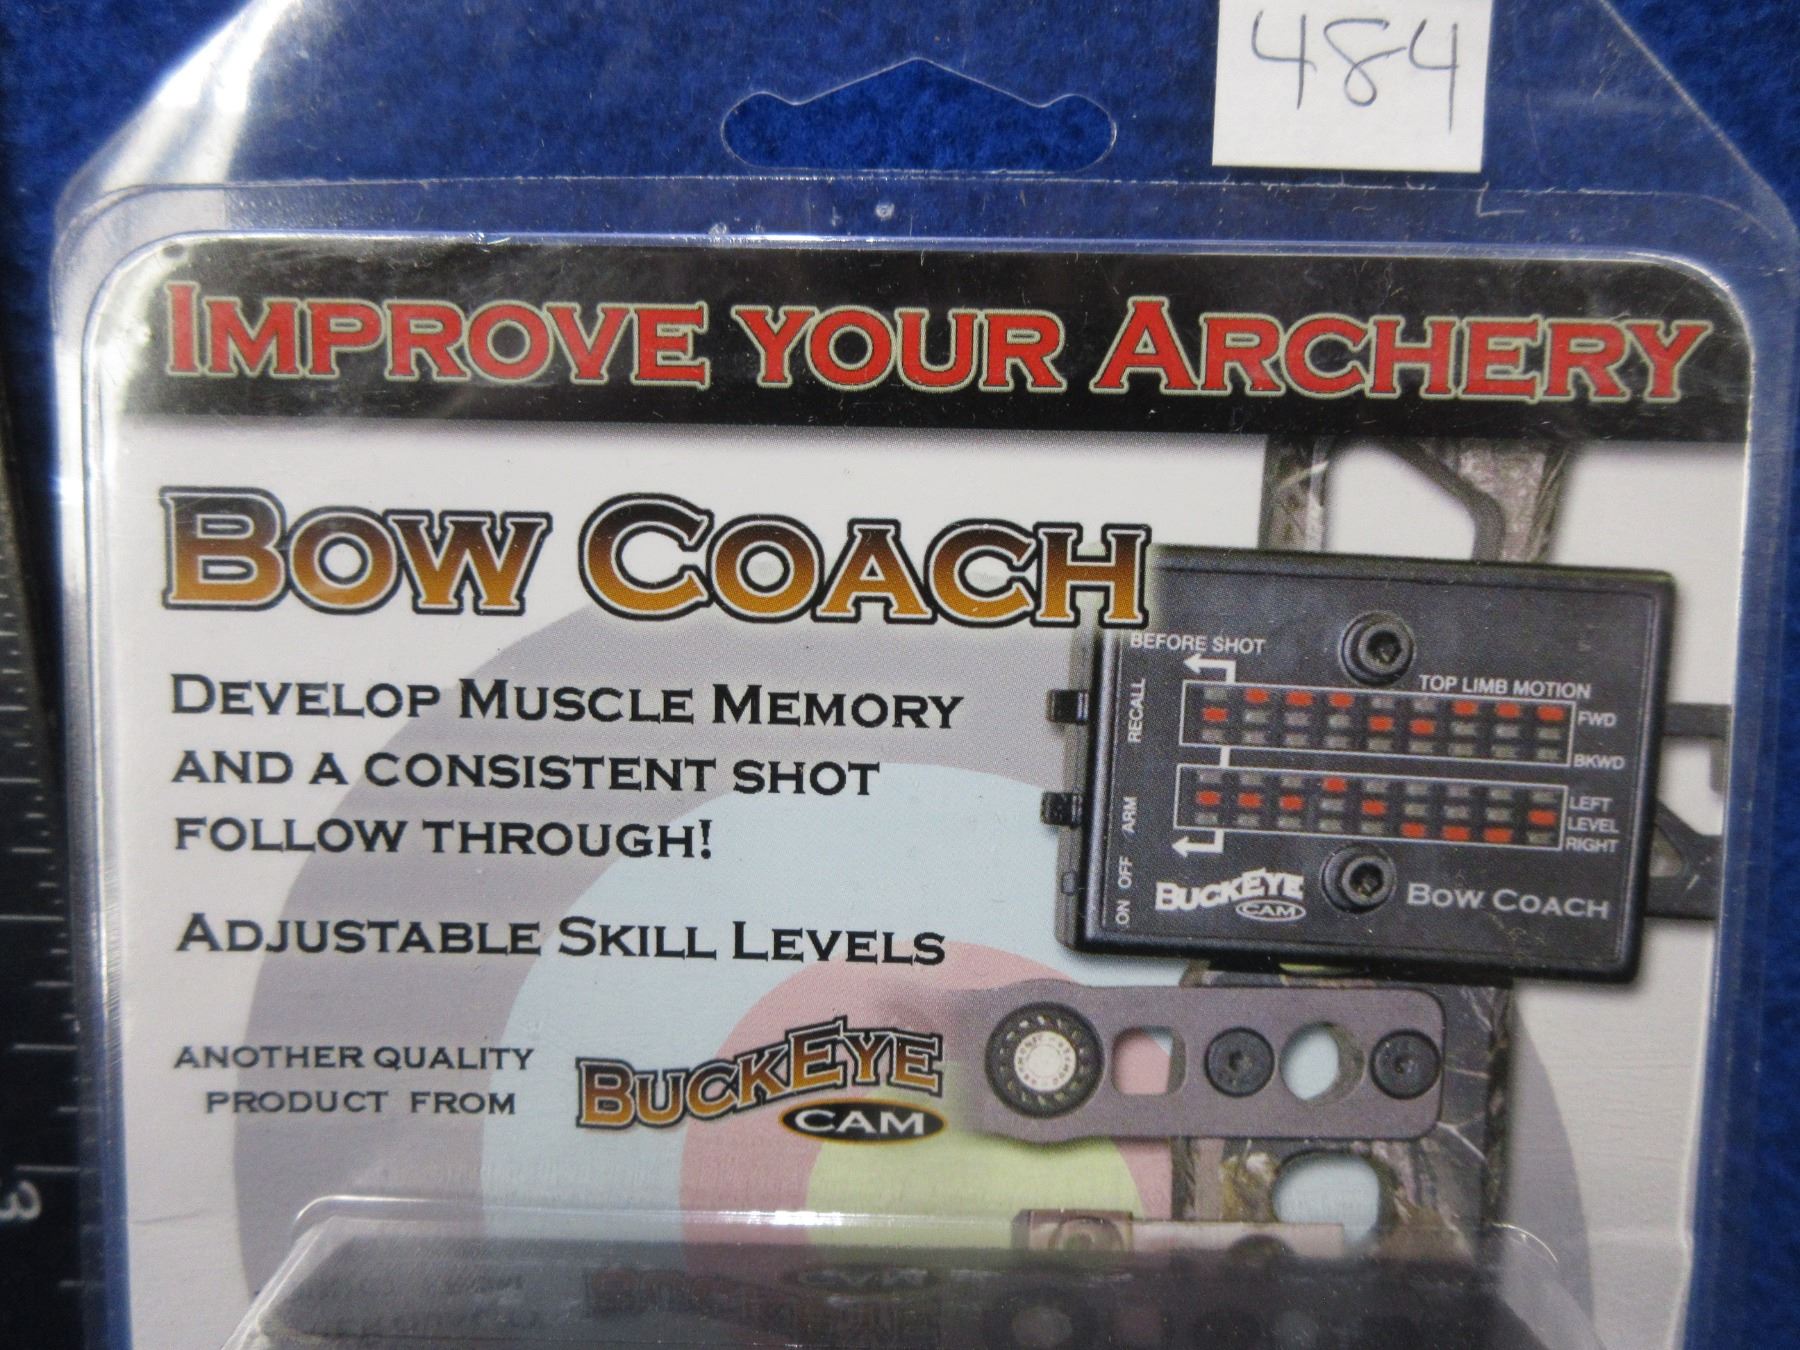 484
IMPROVE YOUR ARCHERY
BOW COACH
DEVELOP MUSCLE MEMORY
AND A CONSISTENT SHOT
FOLLOW THROUGH!
ADJUSTABLE SKILL LEVELS
ANOTHER QUALITY
PRODUCT FROM
BUCKEYE
CAM
BEFORE SHOT
TOP LIMB MOTION
RECALL
FWD
BKWD
ARM
LEFT
LEVEL
RIGHT
ON OFF
BUCKEYE
CAM
BOW COACH
3